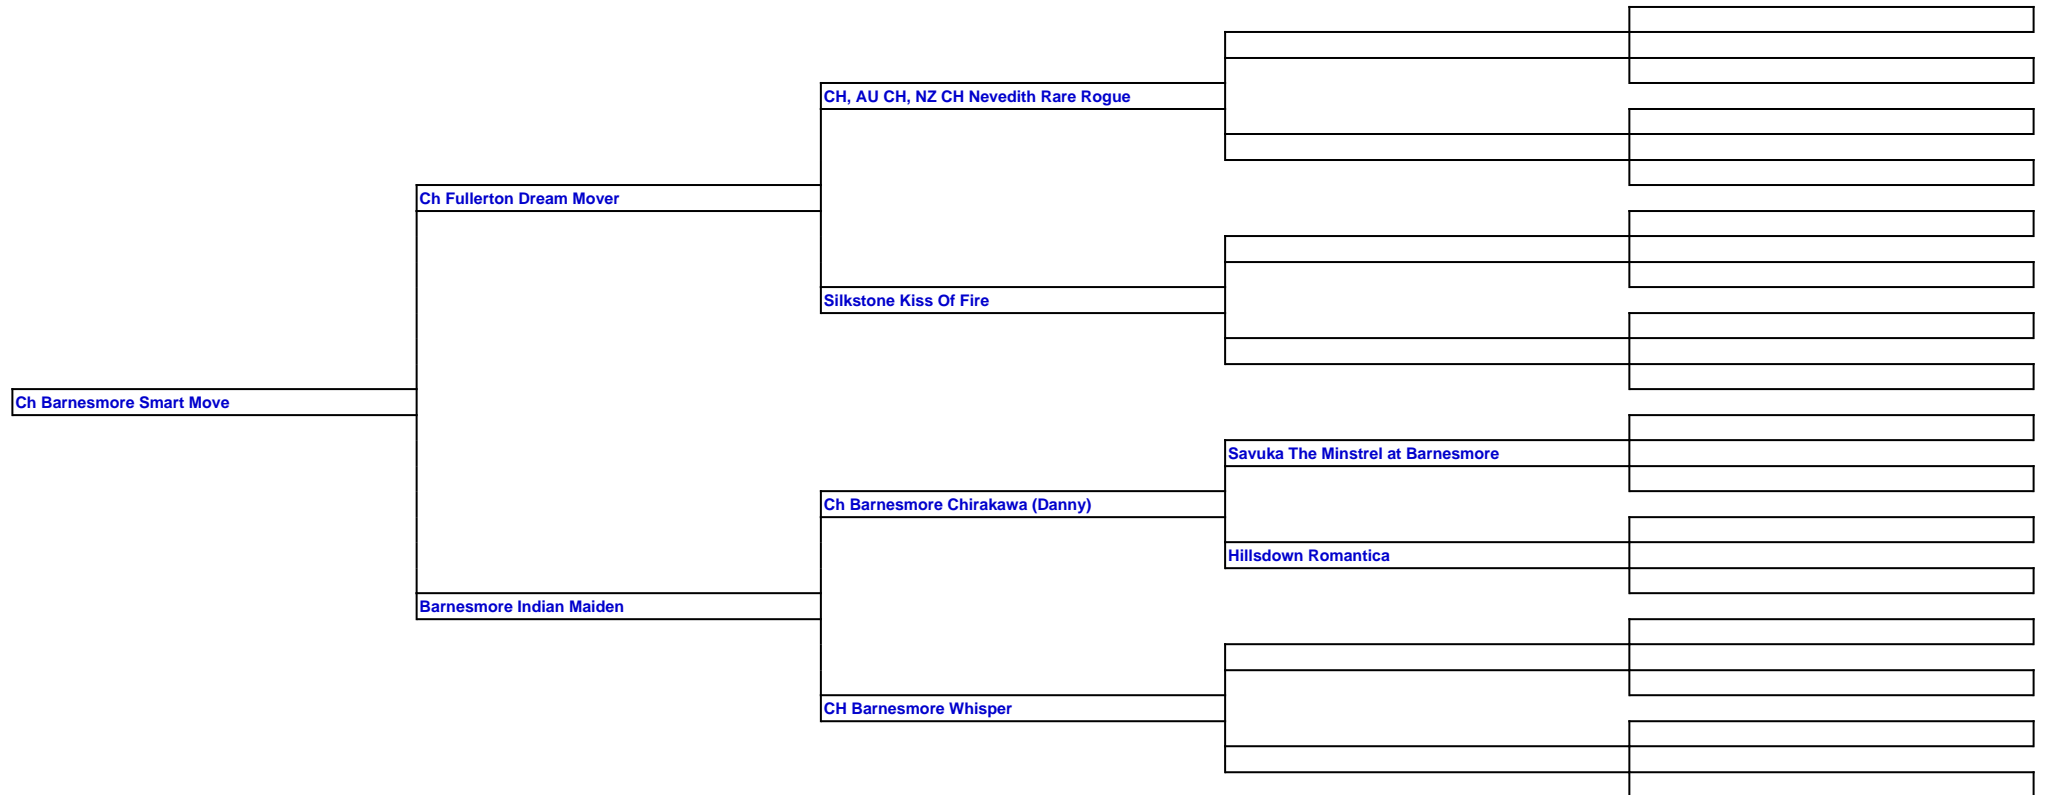 CH, AU CH, NZ CH Nevedith Rare Rogue
Ch Fullerton Dream Mover
Silkstone Kiss Of Fire
Ch Barnesmore Smart Move
Savuka The Minstrel at Barnesmore
Ch Barnesmore Chirakawa (Danny)
Hillsdown Romantica
Barnesmore Indian Maiden
CH Barnesmore Whisper